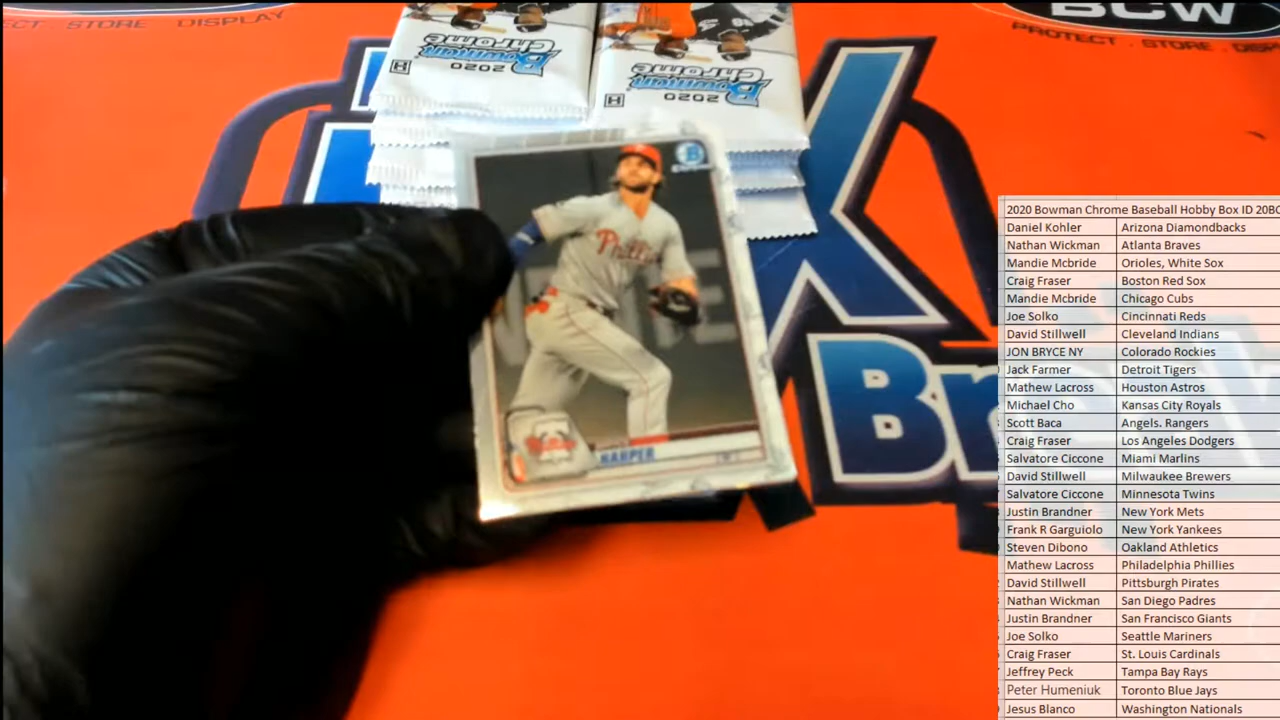 ECT STORE DISPLAY
BCW
PROTECT · STORE · DISP
Bowman
Chrome
2020
H
Bowman
Chrome
2020
H
B
Phillies
HARPER
Bre
2020 Bowman Chrome Baseball Hobby Box ID 20BC
Daniel Kohler Arizona Diamondbacks
Nathan Wickman Atlanta Braves
Mandie Mcbride Orioles, White Sox
Craig Fraser Boston Red Sox
Mandie Mcbride Chicago Cubs
Joe Solko Cincinnati Reds
David Stillwell Cleveland Indians
JON BRYCE NY Colorado Rockies
Jack Farmer Detroit Tigers
Mathew Lacross Houston Astros
Michael Cho Kansas City Royals
Scott Baca Angels. Rangers
Craig Fraser Los Angeles Dodgers
Salvatore Ciccone Miami Marlins
David Stillwell Milwaukee Brewers
Salvatore Ciccone Minnesota Twins
Justin Brandner New York Mets
Frank R Garguiolo New York Yankees
Steven Dibono Oakland Athletics
Mathew Lacross Philadelphia Phillies
David Stillwell Pittsburgh Pirates
Nathan Wickman San Diego Padres
Justin Brandner San Francisco Giants
Joe Solko Seattle Mariners
Craig Fraser St. Louis Cardinals
Jeffrey Peck Tampa Bay Rays
Peter Humeniuk Toronto Blue Jays
Jesus Blanco Washington Nationals